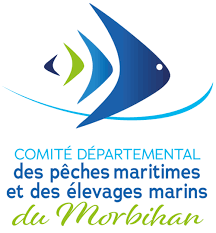 COMITÉ DÉPARTEMENTAL
des pêches maritimes
et des élevages marins
du Morbihan